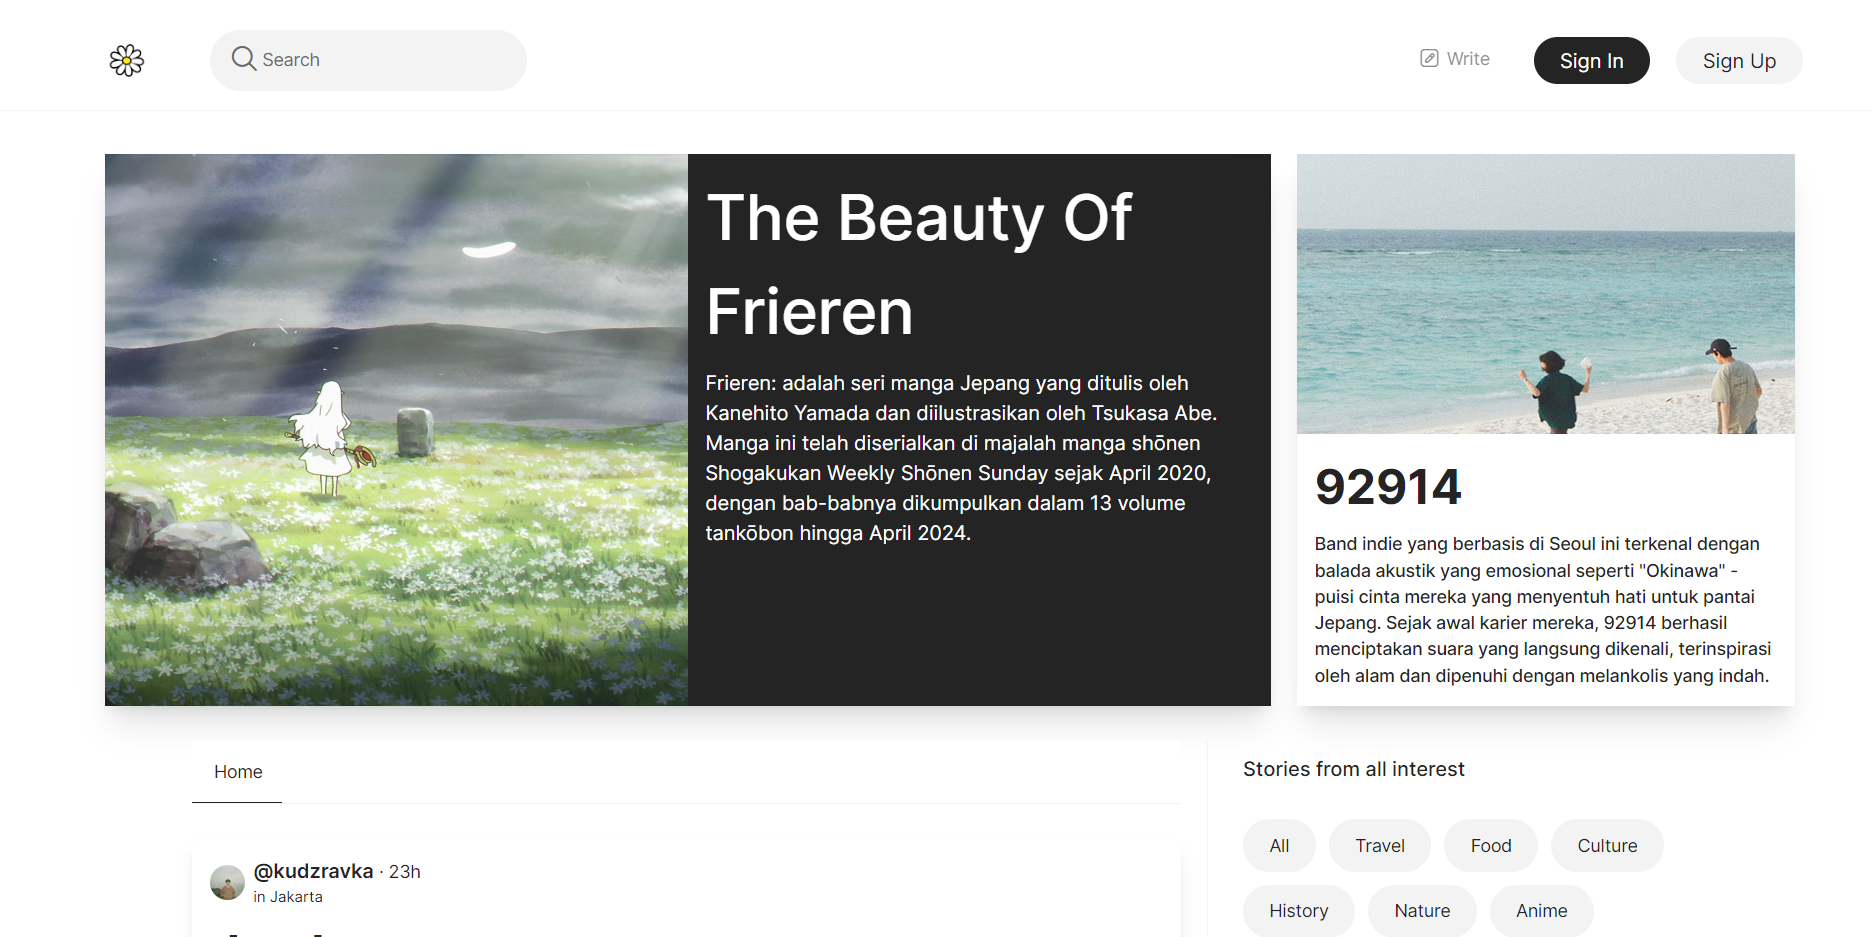 Search
Write
Sign In
Sign Up
The Beauty Of
Frieren
Frieren: adalah seri manga Jepang yang ditulis oleh
Kanehito Yamada dan diilustrasikan oleh Tsukasa Abe.
Manga ini telah diserialkan di majalah manga shōnen
Shogakukan Weekly Shōnen Sunday sejak April 2020,
dengan bab-babnya dikumpulkan dalam 13 volume
tankōbon hingga April 2024.
92914
Band indie yang berbasis di Seoul ini terkenal dengan
balada akustik yang emosional seperti "Okinawa" -
puisi cinta mereka yang menyentuh hati untuk pantai
Jepang. Sejak awal karier mereka, 92914 berhasil
menciptakan suara yang langsung dikenali, terinspirasi
oleh alam dan dipenuhi dengan melankolis yang indah.
Home
@kudzravka · 23h
in Jakarta
Stories from all interest
All
Travel
Food
Culture
History
Nature
Anime